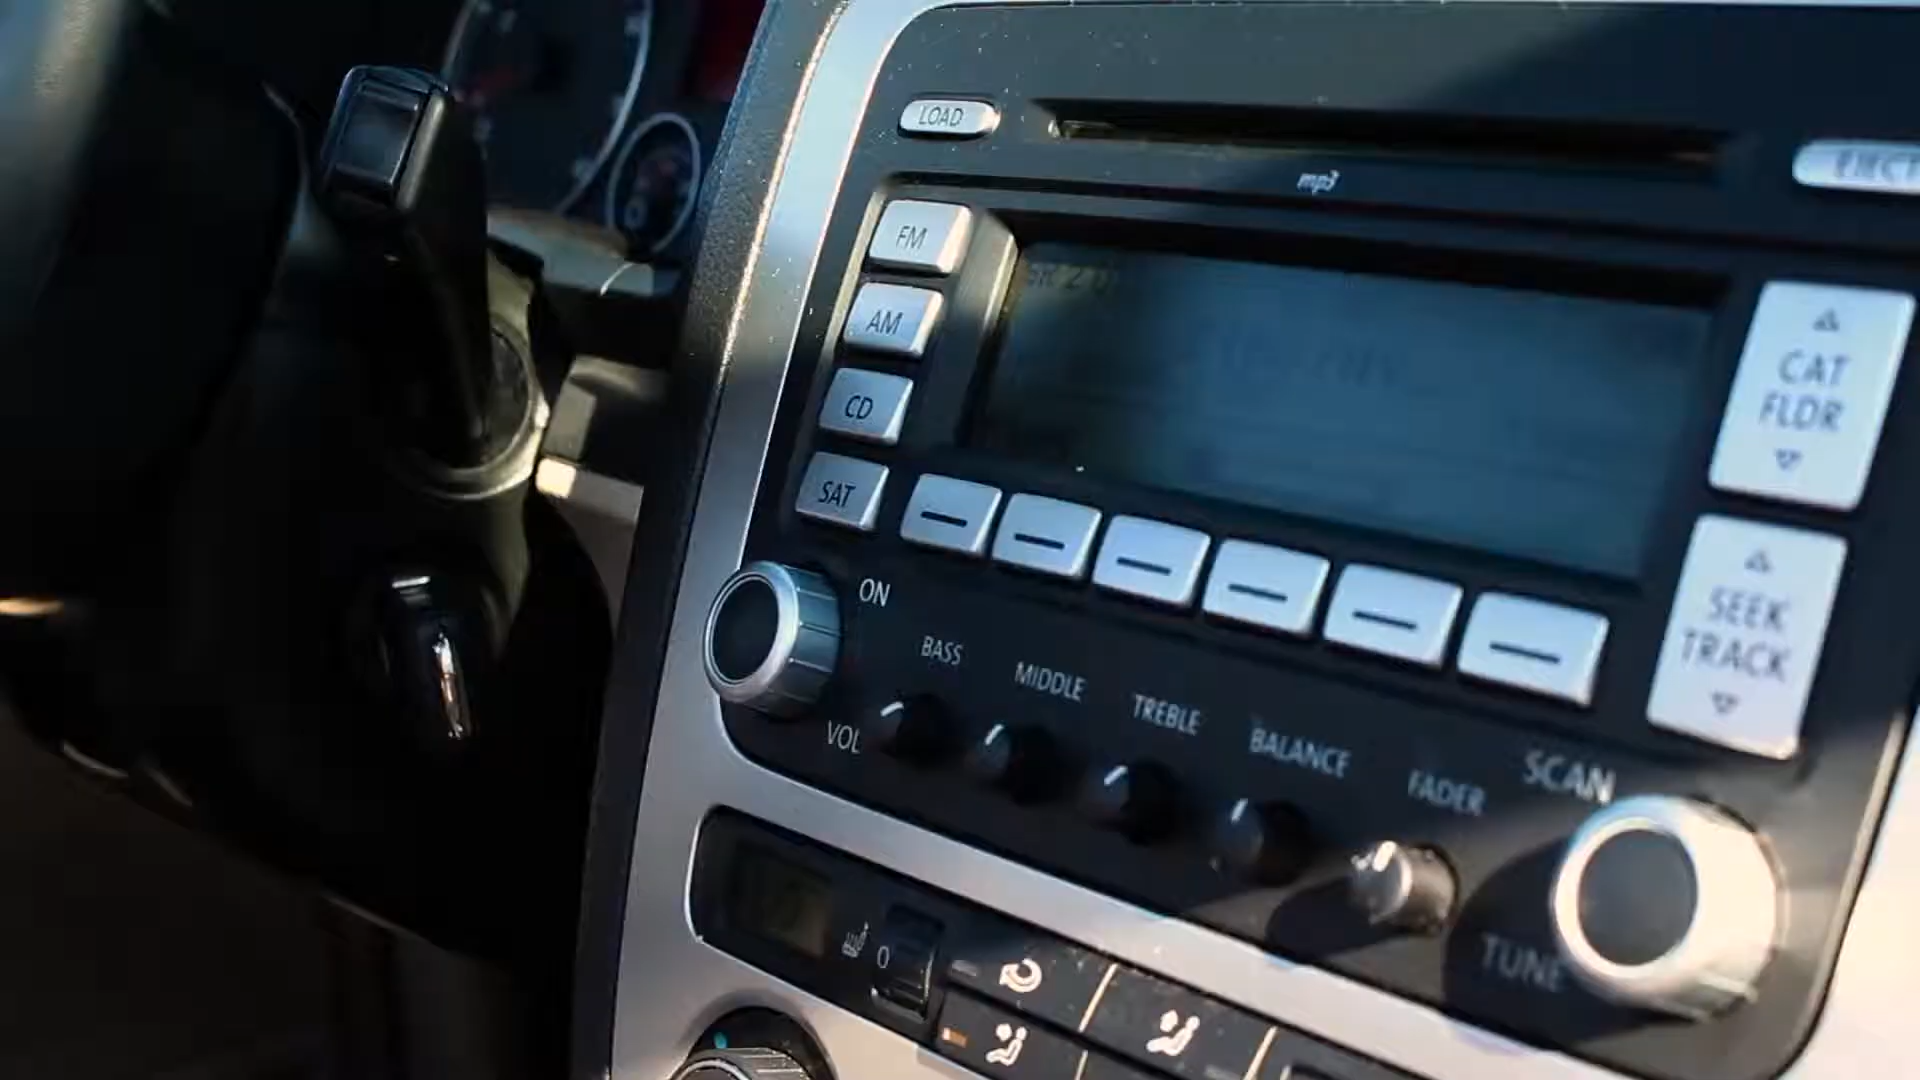 LOAD
EJECT
mp3
FM
AM
CD
SAT
CAT
FLDR
SEEK
TRACK
ON
VOL
BASS
MIDDLE
TREBLE
BALANCE
FADER
SCAN
TUNE
0